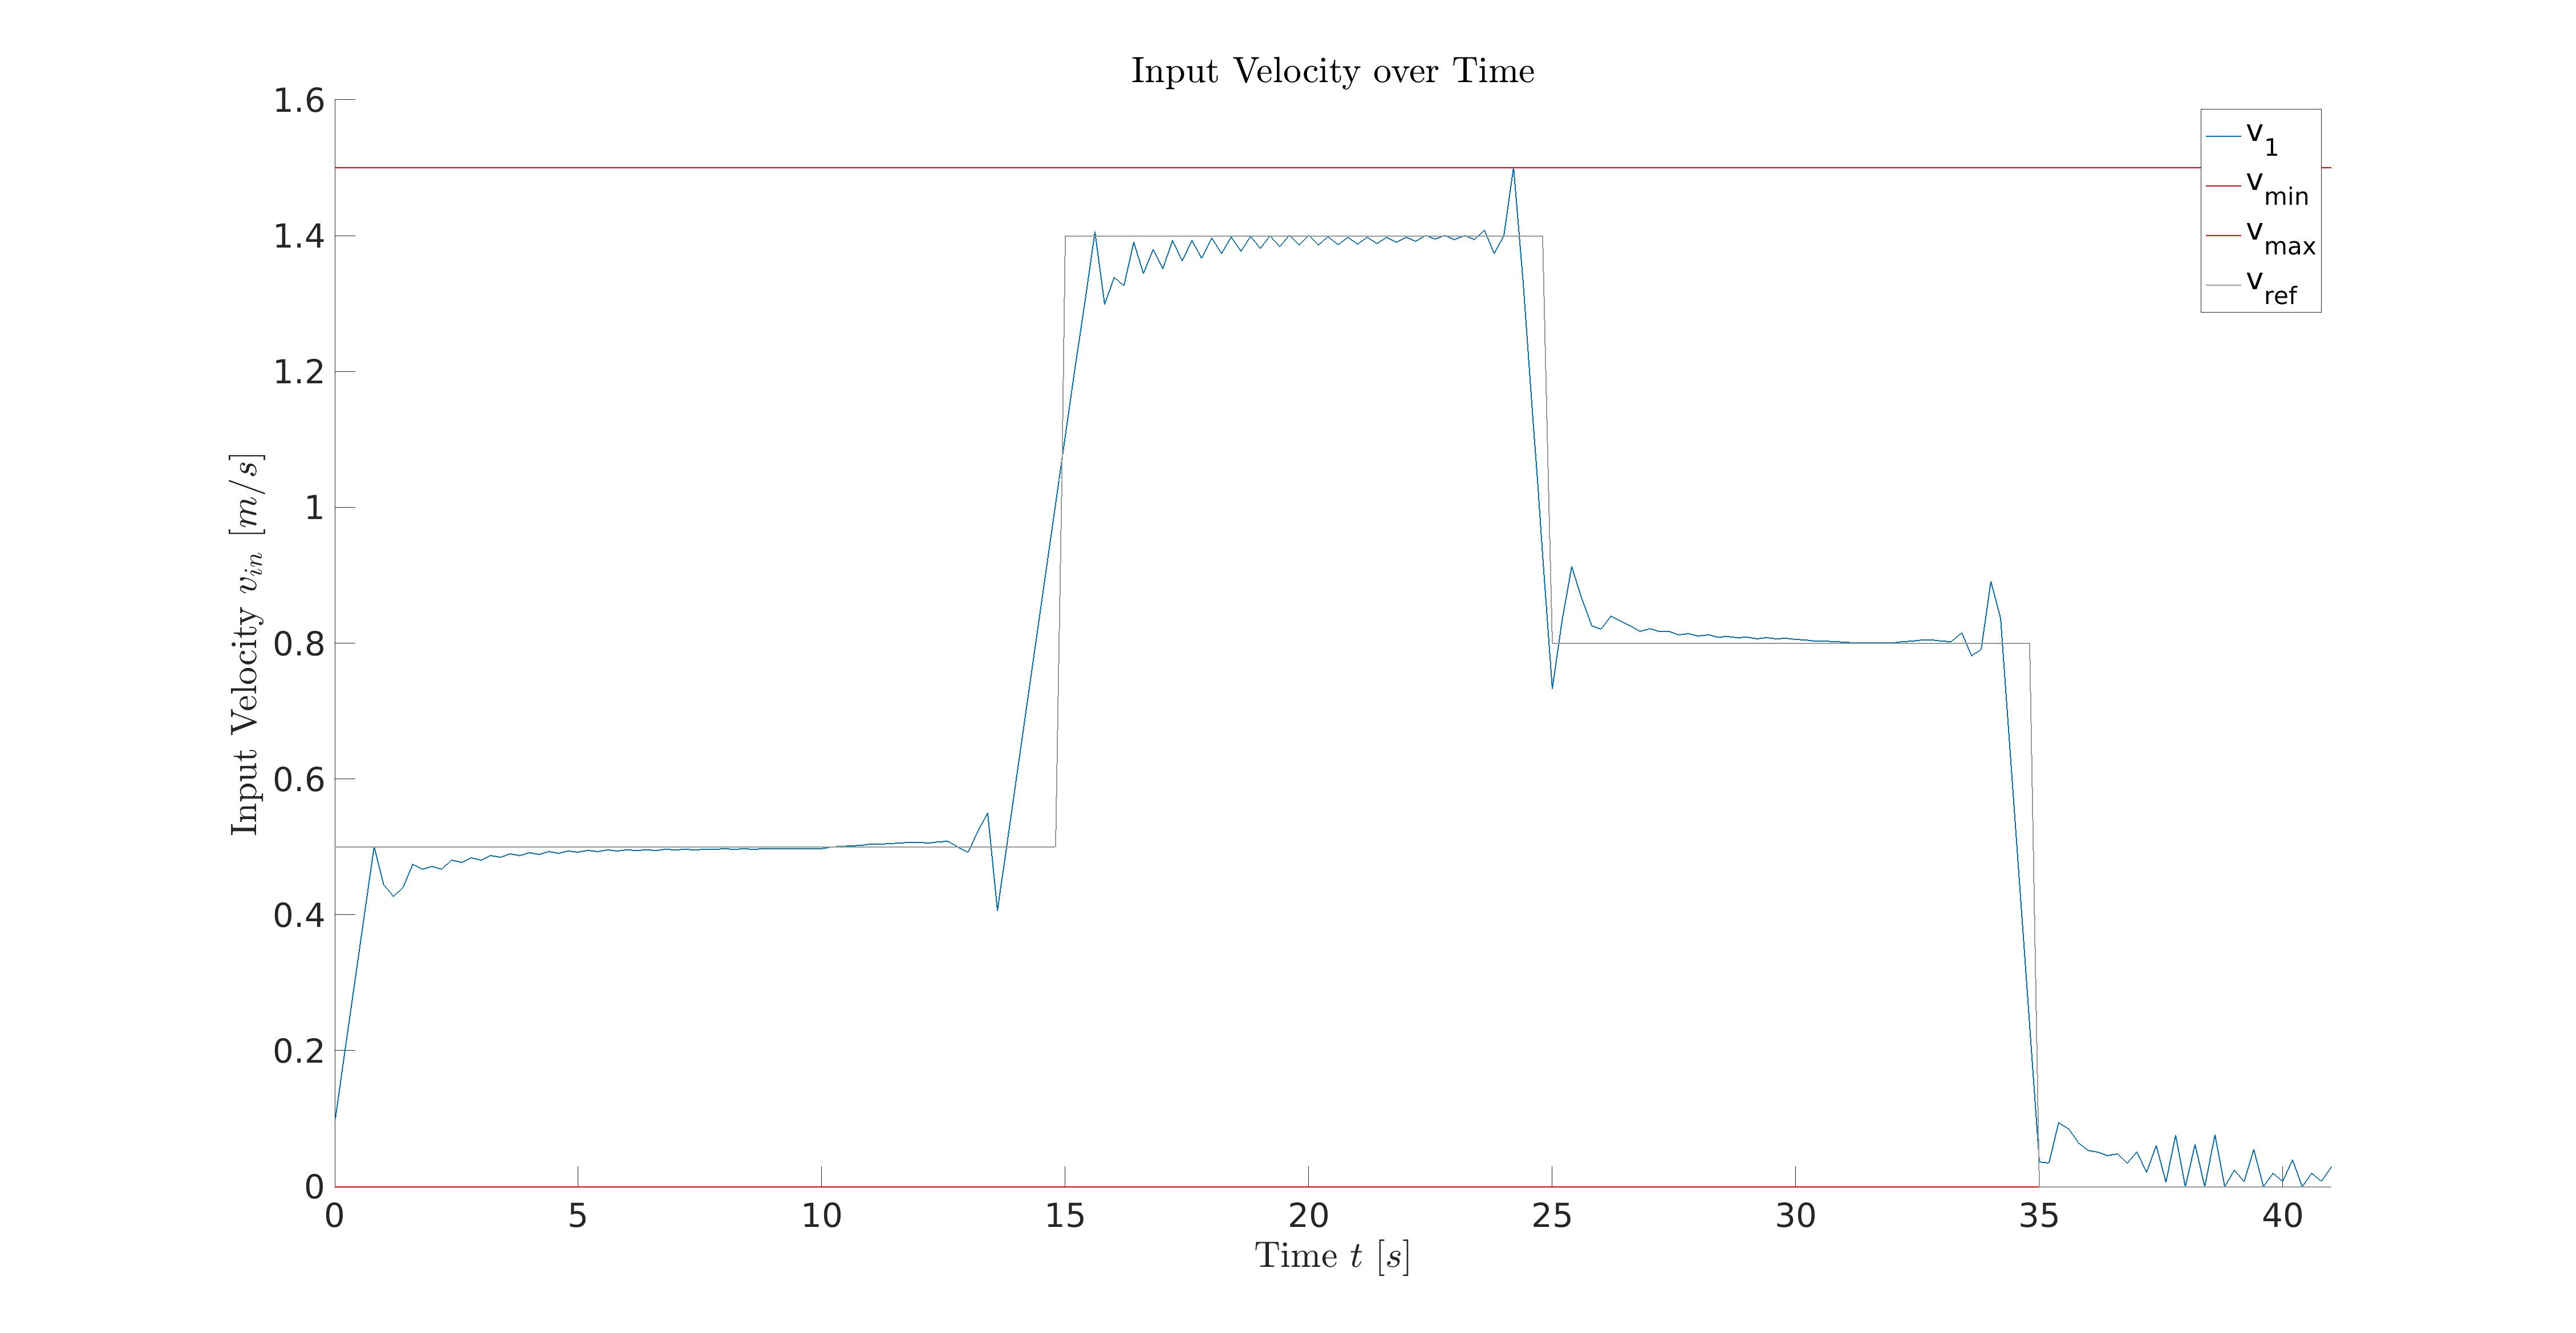 Input Velocity over Time
1.6
1.4
1.2
1
0.8
0.6
0.4
0.2
0
Input Velocity v_in [m/s]
v_1
v_min
v_max
v_ref
0 5 10 15 20 25 30 35 40
Time t [s]